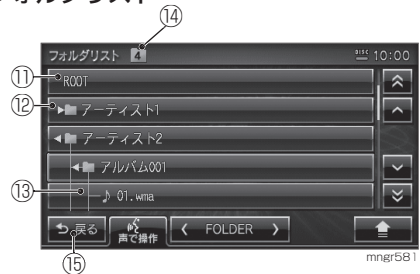 フォルダリスト
⑭
フォルダリスト 4 DISC 10:00
⑪ ROOT
⑫ アーティスト1
アーティスト2
アルバム001
⑬ ♪ 01.wma
戻る 声で操作 < FOLDER >
⑮
mngr581